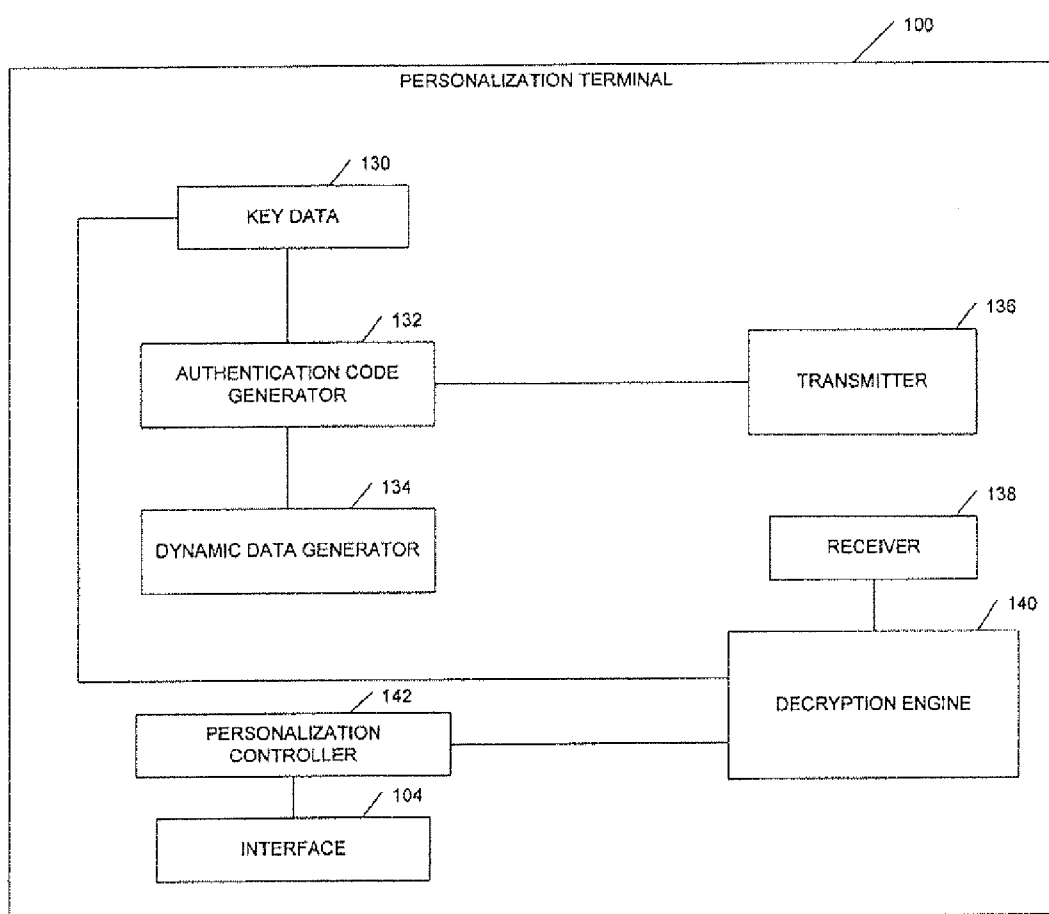 100
PERSONALIZATION TERMINAL
130
KEY DATA
132
AUTHENTICATION CODE
GENERATOR
136
TRANSMITTER
134
DYNAMIC DATA GENERATOR
138
RECEIVER
140
DECRYPTION ENGINE
142
PERSONALIZATION
CONTROLLER
104
INTERFACE